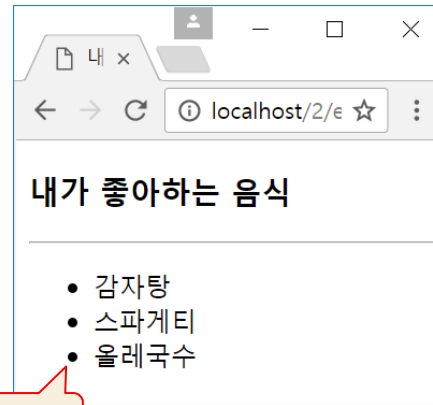 내
localhost/2/e
내가 좋아하는 음식
감자탕
스파게티
올레국수